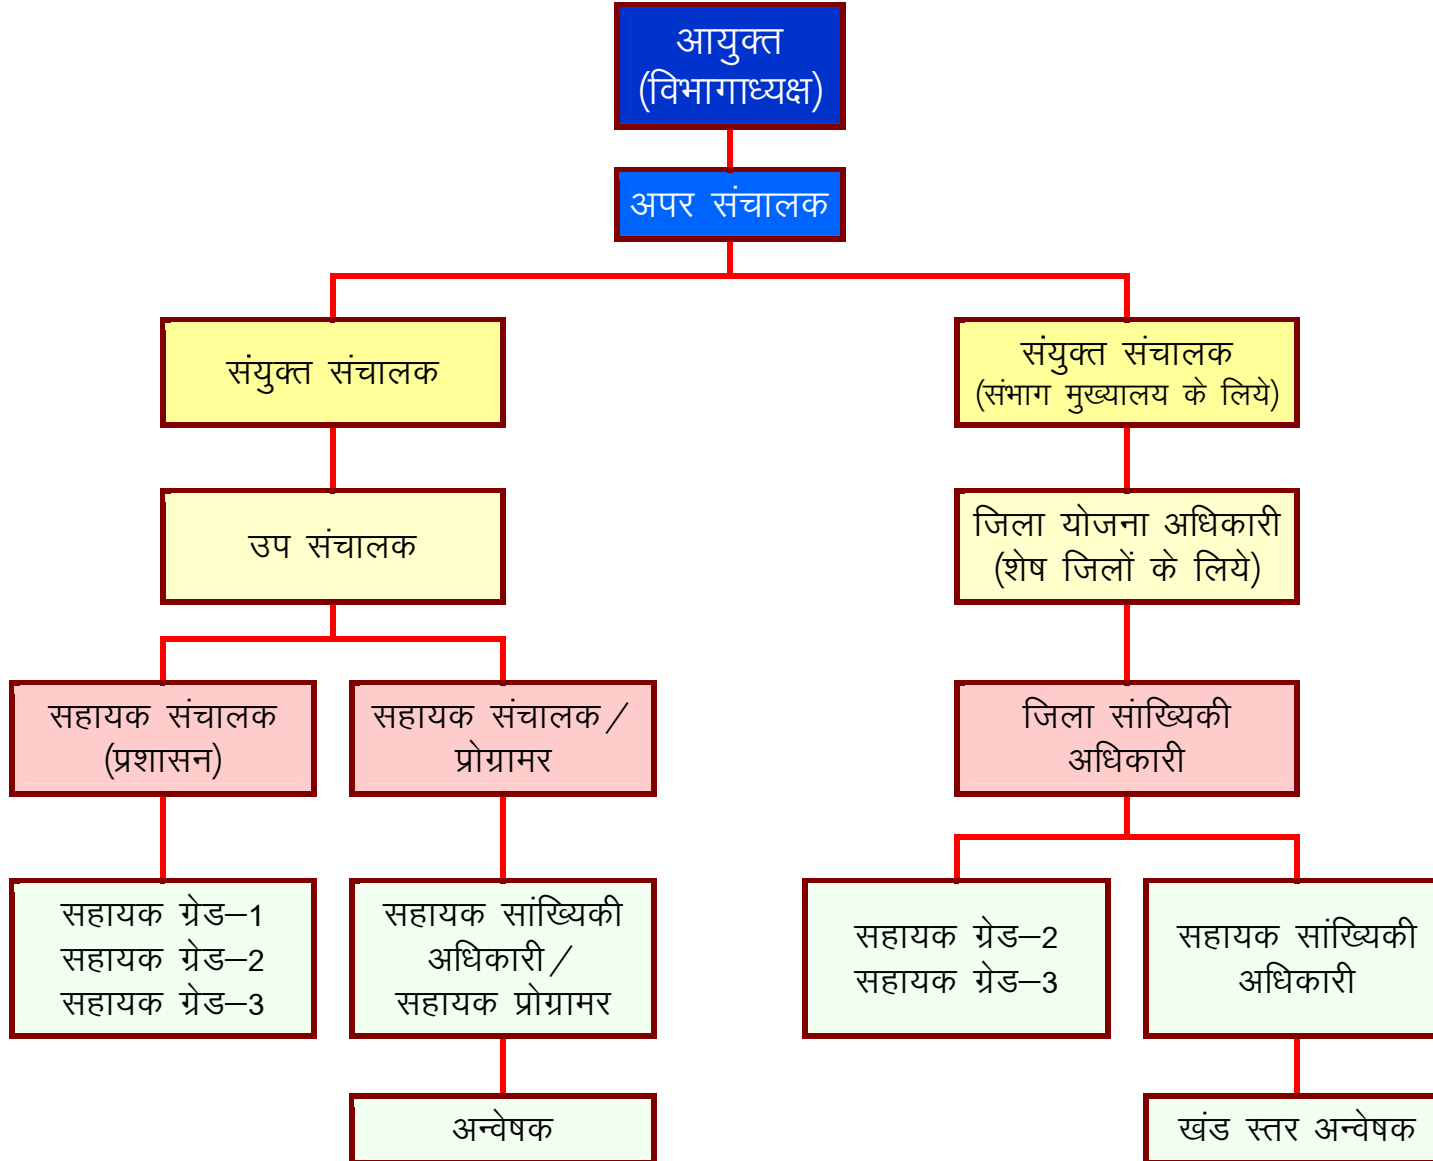 आयुक्त
(विभागाध्यक्ष)
अपर संचालक
संयुक्त संचालक
संयुक्त संचालक
(संभाग मुख्यालय के लिये)
उप संचालक
जिला योजना अधिकारी
(शेष जिलों के लिये)
सहायक संचालक
(प्रशासन)
सहायक संचालक/
प्रोग्रामर
जिला सांख्यिकी
अधिकारी
सहायक ग्रेड–1
सहायक ग्रेड–2
सहायक ग्रेड–3
सहायक सांख्यिकी
अधिकारी/
सहायक प्रोग्रामर
सहायक ग्रेड–2
सहायक ग्रेड–3
सहायक सांख्यिकी
अधिकारी
अन्वेषक
खंड स्तर अन्वेषक